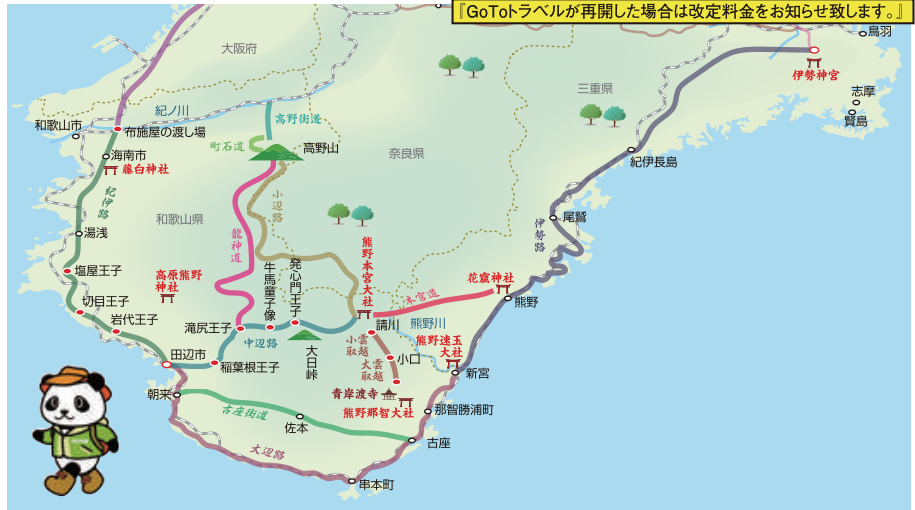 『GoToトラベルが再開した場合は改定料金をお知らせ致します。』
鳥羽
大阪府
伊勢神宮
三重県
志摩
賢島
紀ノ川
和歌山市
布施屋の渡し場
高野街道
町石道
高野山
奈良県
海南市
藤白神社
紀伊長島
紀伊路
小辺路
和歌山県
湯浅
龍神道
尾鷲
伊勢路
熊野本宮大社
発心門王子
牛馬童子像
塩屋王子
高原熊野
神社
花窟神社
本宮道
熊野
切目王子
岩代王子
滝尻王子
中辺路
請川
熊野川
熊野速玉
大社
大日峠
小雲取越
大雲取越
小口
田辺市
稲葉根王子
新宮
朝来
青岸渡寺
熊野那智大社
那智勝浦町
古座街道
佐本
古座
大辺路
串本町